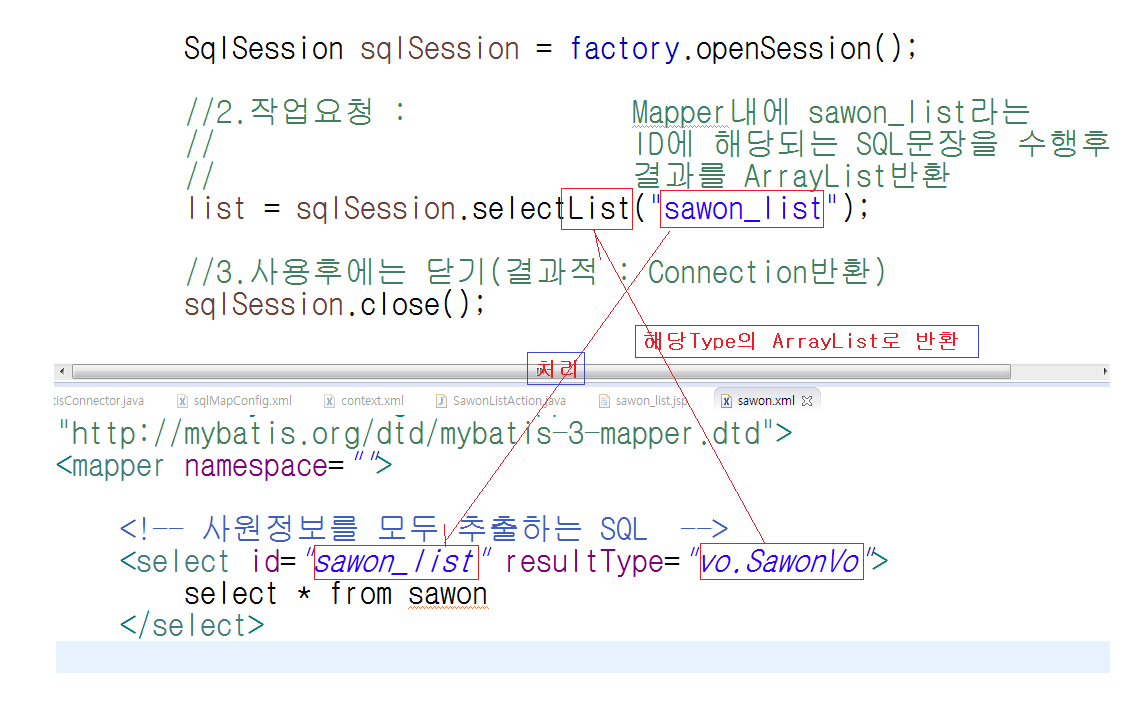 SqlSession sqlSession = factory.openSession();
//2.작업요청 : Mapper내에 sawon_list라는
// ID에 해당되는 SQL문장을 수행후
// 결과를 ArrayList반환
list = sqlSession.selectList("sawon_list");
//3.사용후에는 닫기(결과적 : Connection반환)
sqlSession.close();
해당Type의 ArrayList로 반환
처리
tisConnector.java sqlMapConfig.xml context.xml SawonListAction.java sawon_list.jsp sawon.xml
"http://mybatis.org/dtd/mybatis-3-mapper.dtd">
<mapper namespace="">
<!-- 사원정보를 모두 추출하는 SQL -->
<select id="sawon_list" resultType="vo.SawonVo">
select * from sawon
</select>